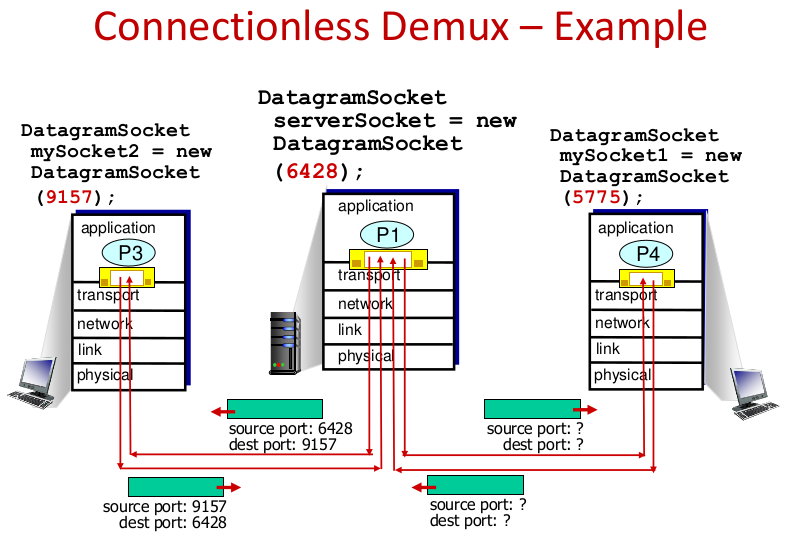 Connectionless Demux – Example
DatagramSocket
mySocket2 = new
DatagramSocket
(9157);
DatagramSocket
serverSocket = new
DatagramSocket
(6428);
DatagramSocket
mySocket1 = new
DatagramSocket
(5775);
application
P3
transport
network
link
physical
application
P1
transport
network
link
physical
application
P4
transport
network
link
physical
source port: 6428
dest port: 9157
source port: ?
dest port: ?
source port: 9157
dest port: 6428
source port: ?
dest port: ?